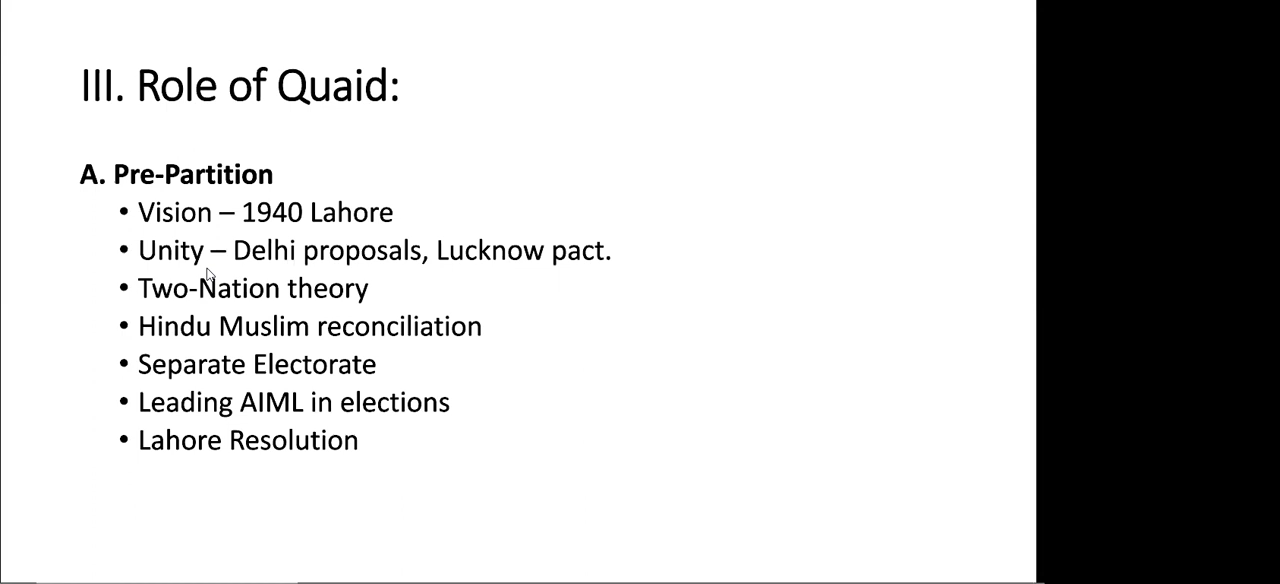 III. Role of Quaid:
A. Pre-Partition
• Vision – 1940 Lahore
• Unity – Delhi proposals, Lucknow pact.
• Two-Nation theory
• Hindu Muslim reconciliation
• Separate Electorate
• Leading AIML in elections
• Lahore Resolution